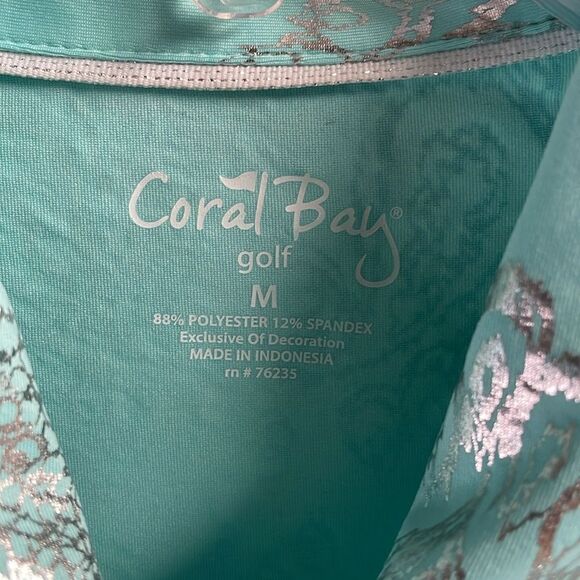 Coral Bay®
golf
M
88% POLYESTER 12% SPANDEX
Exclusive Of Decoration
MADE IN INDONESIA
rn # 76235